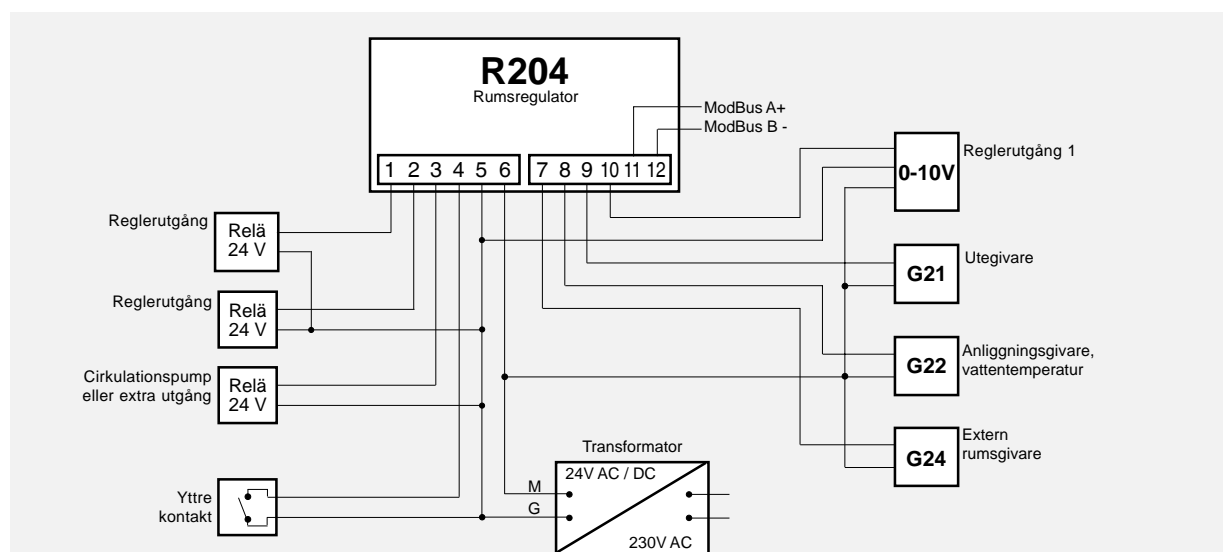 R204
Rumsregulator
ModBus A+
ModBus B -
1 2 3 4 5 6 7 8 9 10 11 12
Reglerutgång
Relä
24 V
Reglerutgång
Relä
24 V
Cirkulationspump
eller extra utgång
Relä
24 V
Yttre
kontakt
Transformator
24V AC / DC
M
G
230V AC
0-10V
Reglerutgång 1
G21
Utegivare
G22
Anliggningsgivare,
vattentemperatur
G24
Extern
rumsgivare